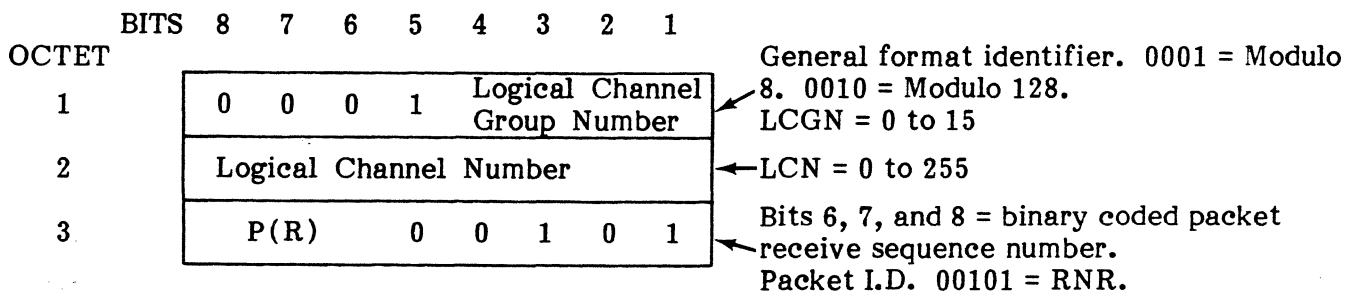 BITS 8 7 6 5 4 3 2 1
OCTET
1 0 0 0 1 Logical Channel Group Number
General format identifier. 0001 = Modulo
8. 0010 = Modulo 128.
LCGN = 0 to 15
2 Logical Channel Number
LCN = 0 to 255
3 P(R) 0 0 1 0 1
Bits 6, 7, and 8 = binary coded packet
receive sequence number.
Packet I.D. 00101 = RNR.